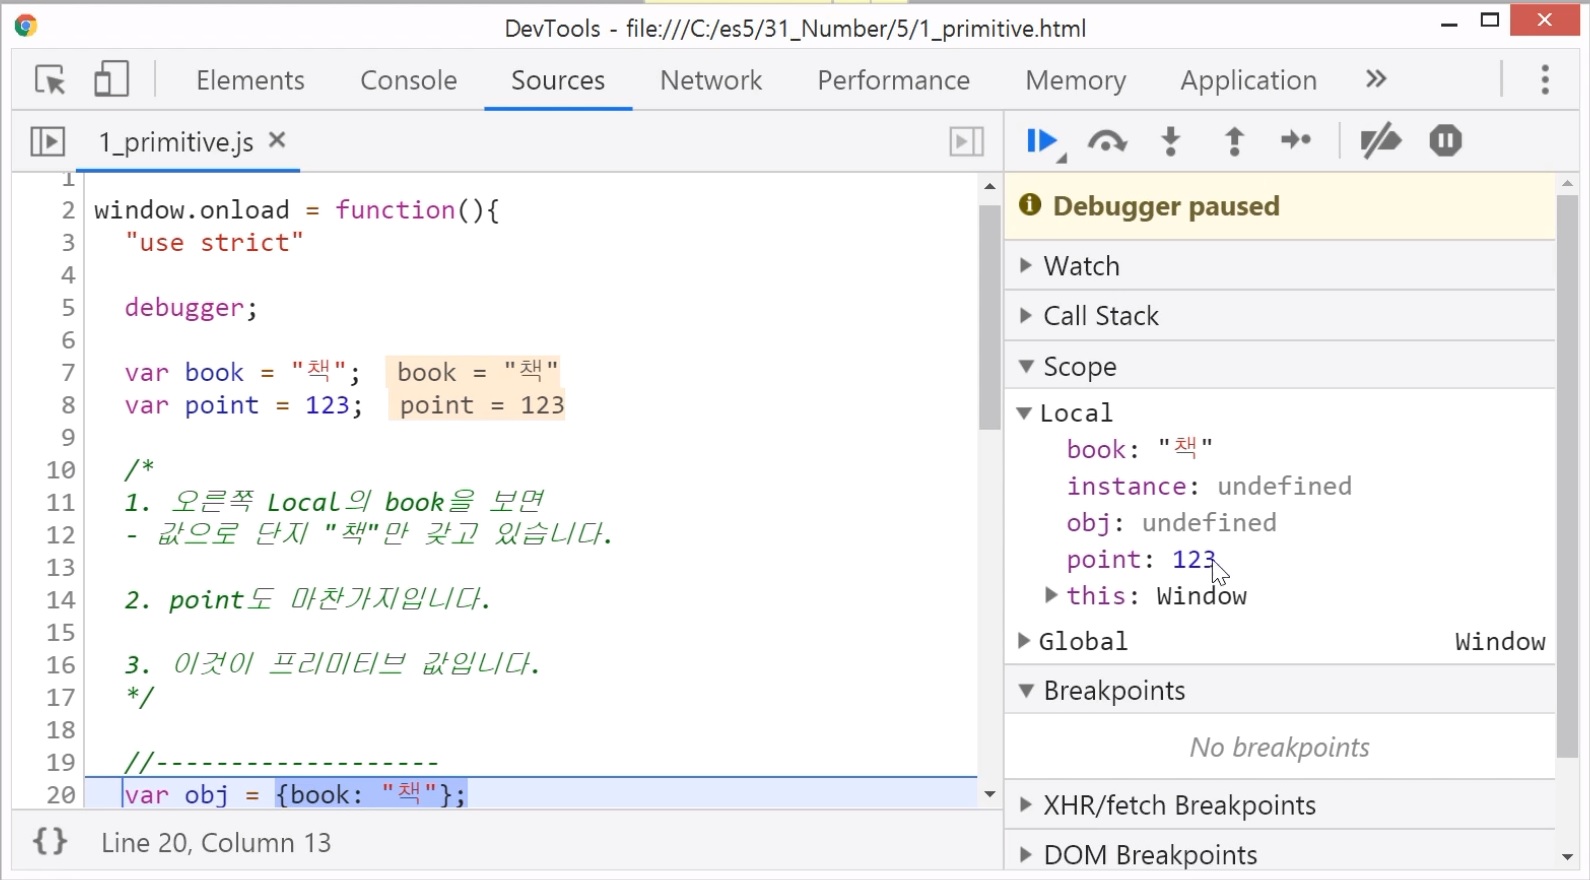 DevTools - file:///C:/es5/31_Number/5/1_primitive.html
Elements Console Sources Network Performance Memory Application »
1_primitive.js ×
1
2 window.onload = function(){
3 "use strict"
4
5 debugger;
6
7 var book = "책"; book = "책"
8 var point = 123; point = 123
9
10 /*
11 1. 오른쪽 Local의 book을 보면
12 - 값으로 단지 "책"만 갖고 있습니다.
13
14 2. point도 마찬가지입니다.
15
16 3. 이것이 프리미티브 값입니다.
17 */
18
19 //-------------------
20 var obj = {book: "책"};
{} Line 20, Column 13
Debugger paused
Watch
Call Stack
Scope
Local
book: "책"
instance: undefined
obj: undefined
point: 123
this: Window
Global Window
Breakpoints
No breakpoints
XHR/fetch Breakpoints
DOM Breakpoints